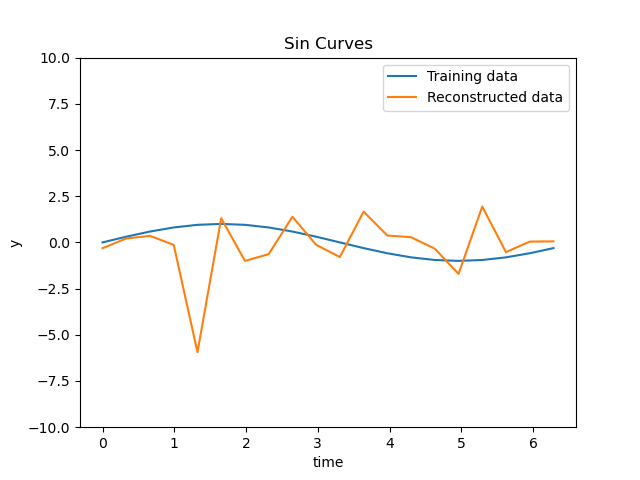 Sin Curves
Training data
Reconstructed data
10.0
7.5
5.0
2.5
0.0
−2.5
−5.0
−7.5
−10.0
y
0 1 2 3 4 5 6
time